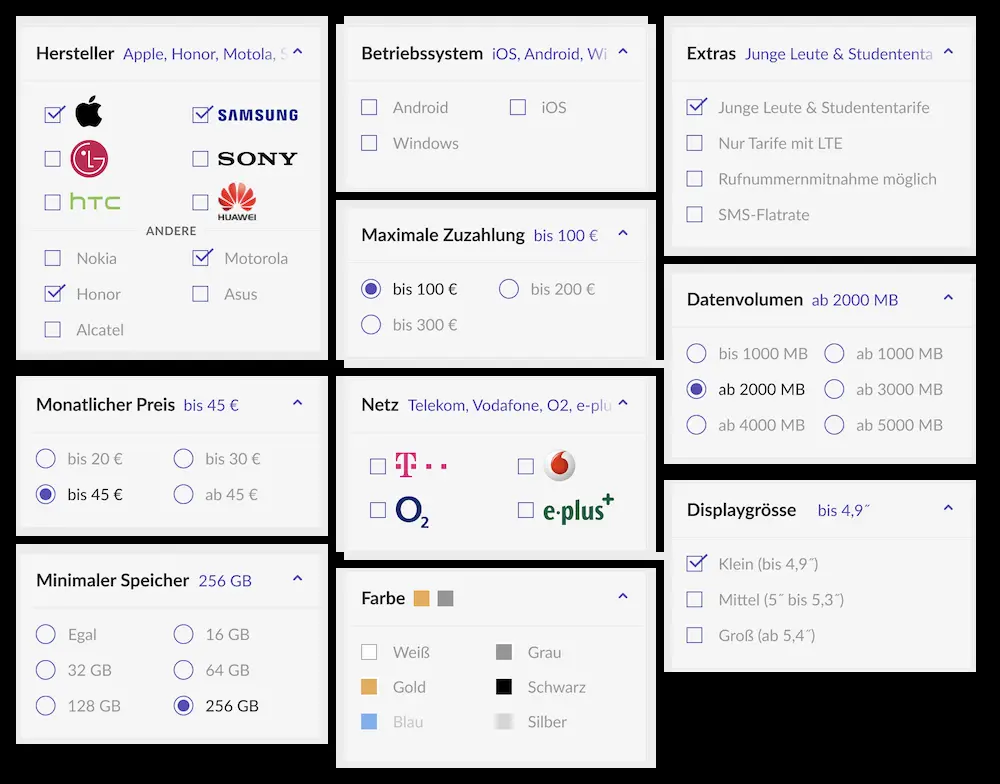 Hersteller Apple, Honor, Motola, S
SAMSUNG
LG SONY
hTC HUAWEI
ANDERE
Nokia Motorola
Honor Asus
Alcatel
Monatlicher Preis bis 45 €
bis 20 € bis 30 €
bis 45 € ab 45 €
Minimaler Speicher 256 GB
Egal 16 GB
32 GB 64 GB
128 GB 256 GB
Betriebssystem iOS, Android, Wi
Android iOS
Windows
Maximale Zuzahlung bis 100 €
bis 100 € bis 200 €
bis 300 €
Netz Telekom, Vodafone, O2, e-plu
T
O2 e·plus+
Farbe
Weiß Grau
Gold Schwarz
Blau Silber
Extras Junge Leute & Studententa
Junge Leute & Studententarife
Nur Tarife mit LTE
Rufnummernmitnahme möglich
SMS-Flatrate
Datenvolumen ab 2000 MB
bis 1000 MB ab 1000 MB
ab 2000 MB ab 3000 MB
ab 4000 MB ab 5000 MB
Displaygrösse bis 4,9˝
Klein (bis 4,9˝)
Mittel (5˝ bis 5,3˝)
Groß (ab 5,4˝)